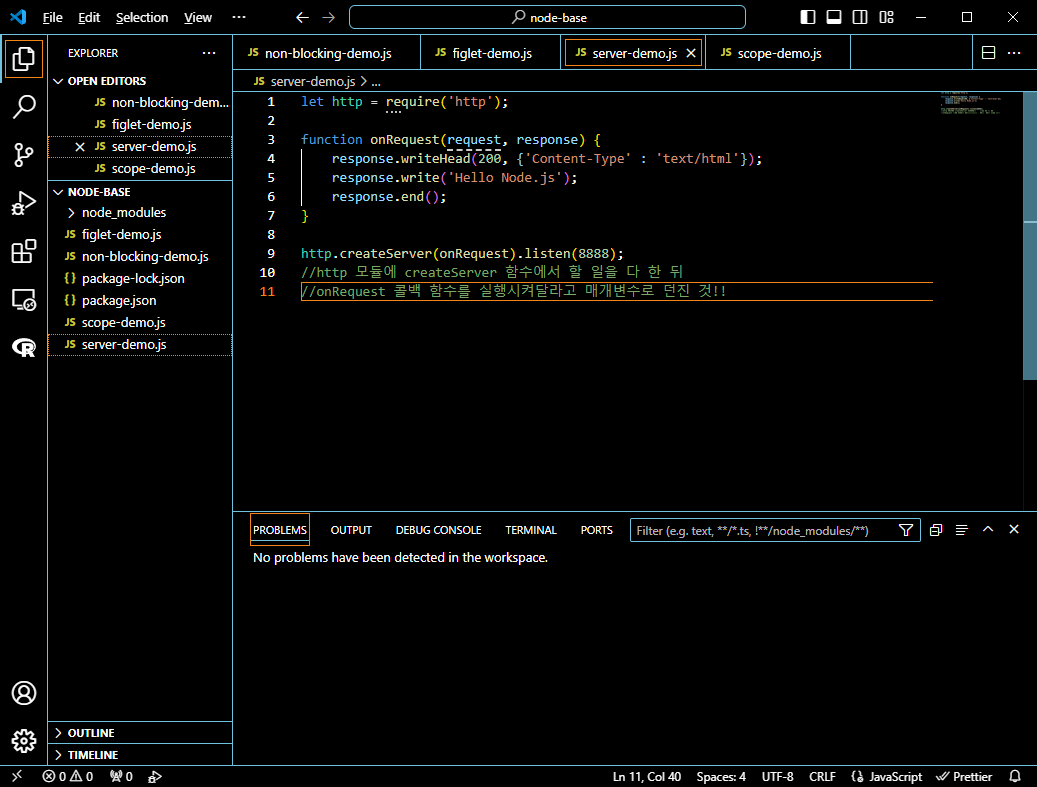 File Edit Selection View ··· node-base
EXPLORER ···
OPEN EDITORS
JS non-blocking-dem...
JS figlet-demo.js
JS server-demo.js
JS scope-demo.js
NODE-BASE
node_modules
JS figlet-demo.js
JS non-blocking-demo.js
{} package-lock.json
{} package.json
JS scope-demo.js
JS server-demo.js
OUTLINE
TIMELINE
JS non-blocking-demo.js JS figlet-demo.js JS server-demo.js JS scope-demo.js ···
JS server-demo.js > ...
1 let http = require('http');
2
3 function onRequest(request, response) {
4 response.writeHead(200, {'Content-Type' : 'text/html'});
5 response.write('Hello Node.js');
6 response.end();
7 }
8
9 http.createServer(onRequest).listen(8888);
10 //http 모듈에 createServer 함수에서 할 일을 다 한 뒤
11 //onRequest 콜백 함수를 실행시켜달라고 매개변수로 던진 것!!
PROBLEMS OUTPUT DEBUG CONSOLE TERMINAL PORTS Filter (e.g. text, **/*.ts, !**/node_modules/**)
No problems have been detected in the workspace.
0 0 0 Ln 11, Col 40 Spaces: 4 UTF-8 CRLF {} JavaScript Prettier